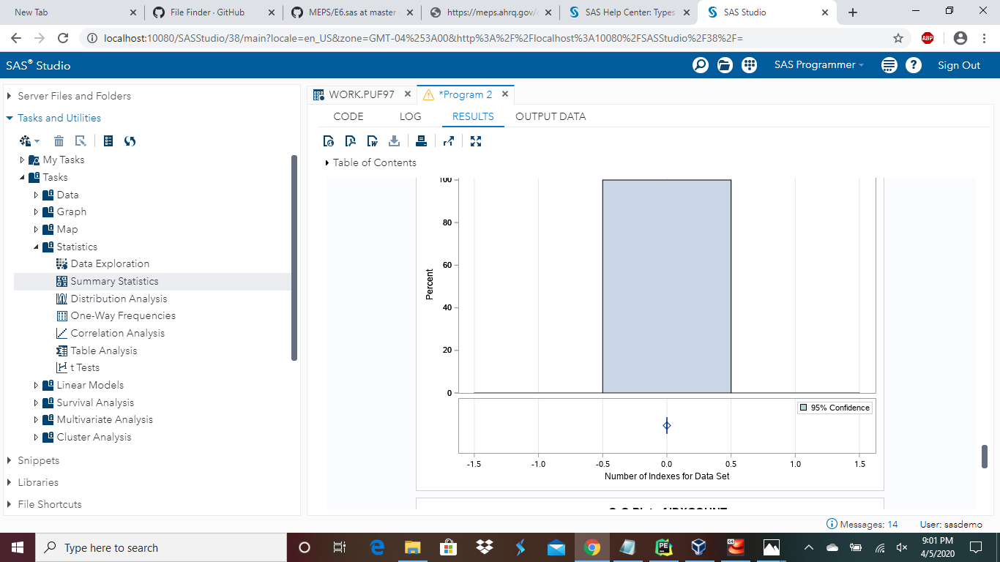 New Tab
File Finder · GitHub
MEPS/E6.sas at master
https://meps.ahrq.gov/
SAS Help Center: Types
SAS Studio
localhost:10080/SASStudio/38/main?locale=en_US&zone=GMT-04%253A00&http%3A%2F%2Flocalhost%3A10080%2FSASStudio%2F38%2F=
ABP
SAS® Studio
SAS Programmer
Sign Out
Server Files and Folders
Tasks and Utilities
My Tasks
Tasks
Data
Graph
Map
Statistics
Data Exploration
Summary Statistics
Distribution Analysis
One-Way Frequencies
Correlation Analysis
Table Analysis
t Tests
Linear Models
Survival Analysis
Multivariate Analysis
Cluster Analysis
Snippets
Libraries
File Shortcuts
WORK.PUF97
*Program 2
CODE LOG RESULTS OUTPUT DATA
Table of Contents
100
80
60
40
20
0
Percent
95% Confidence
-1.5 -1.0 -0.5 0.0 0.5 1.0 1.5
Number of Indexes for Data Set
Messages: 14
User: sasdemo
Type here to search
9:01 PM
4/5/2020